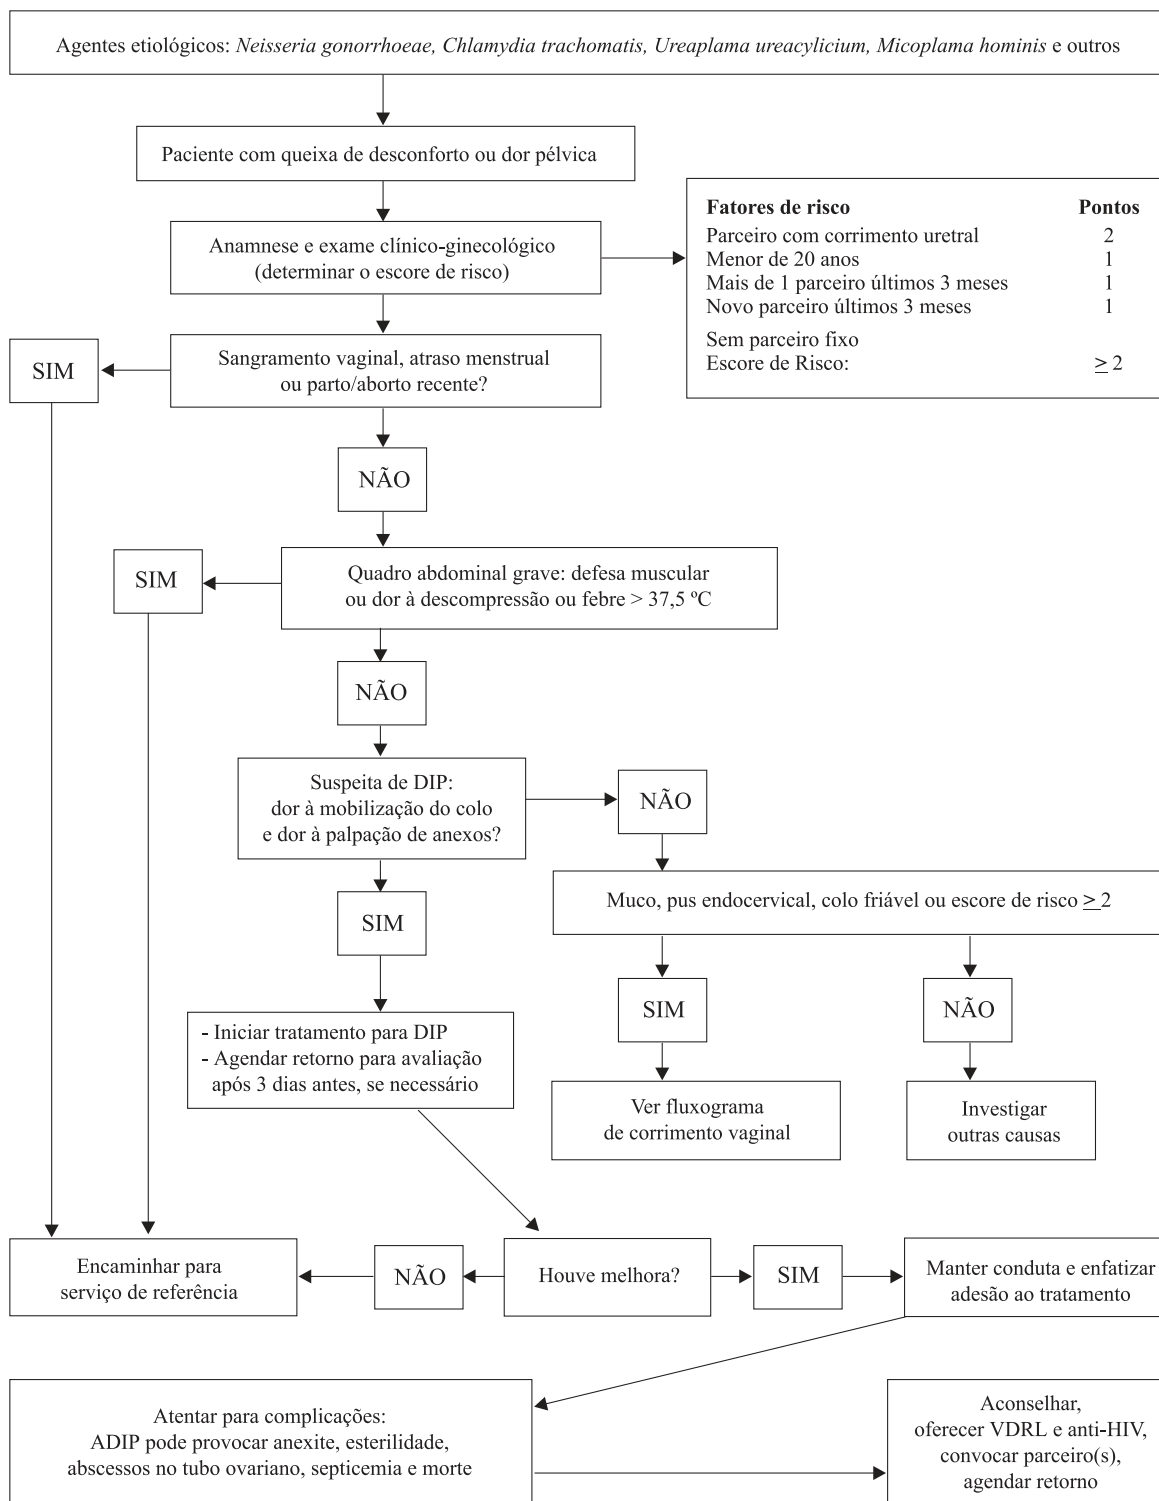 Agentes etiológicos: Neisseria gonorrhoeae, Chlamydia trachomatis, Ureaplama ureacylicium, Micoplama hominis e outros
Paciente com queixa de desconforto ou dor pélvica
Anamnese e exame clínico-ginecológico
(determinar o escore de risco)
Fatores de risco Pontos
Parceiro com corrimento uretral 2
Menor de 20 anos 1
Mais de 1 parceiro últimos 3 meses 1
Novo parceiro últimos 3 meses 1
Sem parceiro fixo
Escore de Risco: ≥ 2
Sangramento vaginal, atraso menstrual
ou parto/aborto recente?
SIM
NÃO
Quadro abdominal grave: defesa muscular
ou dor à descompressão ou febre > 37,5 ºC
SIM
NÃO
Suspeita de DIP:
dor à mobilização do colo
e dor à palpação de anexos?
NÃO
SIM
Muco, pus endocervical, colo friável ou escore de risco ≥ 2
SIM
NÃO
- Iniciar tratamento para DIP
- Agendar retorno para avaliação
após 3 dias antes, se necessário
Ver fluxograma
de corrimento vaginal
Investigar
outras causas
Encaminhar para
serviço de referência
NÃO
Houve melhora?
SIM
Manter conduta e enfatizar
adesão ao tratamento
Atentar para complicações:
ADIP pode provocar anexite, esterilidade,
abscessos no tubo ovariano, septicemia e morte
Aconselhar,
oferecer VDRL e anti-HIV,
convocar parceiro(s),
agendar retorno